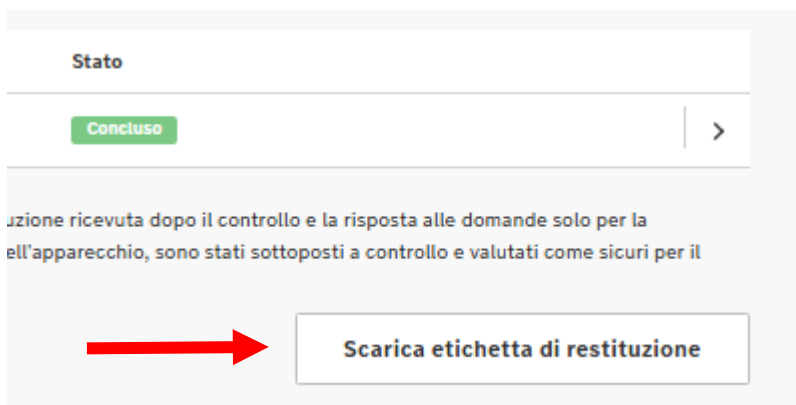 Stato
Concluso
uzione ricevuta dopo il controllo e la risposta alle domande solo per la
ell'apparecchio, sono stati sottoposti a controllo e valutati come sicuri per il
Scarica etichetta di restituzione